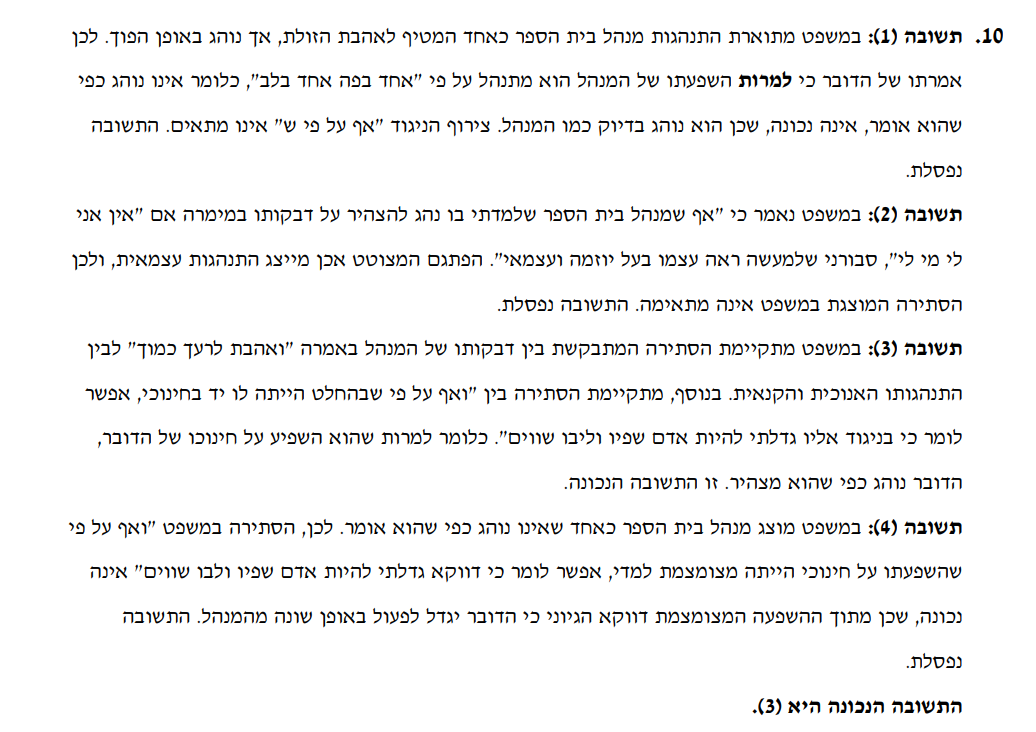 10. תשובה (1): במשפט מתוארת התנהגות מנהל בית הספר כאחד המטיף לאהבת הזולת, אך נוהג באופן הפוך. לכן
אמרתו של הדובר כי למרות השפעתו של המנהל הוא מתנהל על פי "אחד בפה אחד בלב", כלומר אינו נוהג כפי
שהוא אומר, אינה נכונה, שכן הוא נוהג בדיוק כמו המנהל. צירוף הניגוד "אף על פי ש" אינו מתאים. התשובה
נפסלת.
תשובה (2): במשפט נאמר כי "אף שמנהל בית הספר שלמדתי בו נהג להצהיר על דבקותו במימרה אם "אין אני
לי מי לי", סבורני שלמעשה ראה עצמו בעל יוזמה ועצמאי". הפתגם המצוטט אכן מייצג התנהגות עצמאית, ולכן
הסתירה המוצגת במשפט אינה מתאימה. התשובה נפסלת.
תשובה (3): במשפט מתקיימת הסתירה המתבקשת בין דבקותו של המנהל באמרה "ואהבת לרעך כמוך" לבין
התנהגותו האנוכית והקנאית. בנוסף, מתקיימת הסתירה בין "ואף על פי שבהחלט הייתה לו יד בחינוכי, אפשר
לומר כי בניגוד אליו גדלתי להיות אדם שפיו וליבו שווים". כלומר למרות שהוא השפיע על חינוכו של הדובר,
הדובר נוהג כפי שהוא מצהיר. זו התשובה הנכונה.
תשובה (4): במשפט מוצג מנהל בית הספר כאחד שאינו נוהג כפי שהוא אומר. לכן, הסתירה במשפט "ואף על פי
שהשפעתו על חינוכי הייתה מצומצמת למדי, אפשר לומר כי דווקא גדלתי להיות אדם שפיו ולבו שווים" אינה
נכונה, שכן מתוך ההשפעה המצומצמת דווקא הגיוני כי הדובר יגדל לפעול באופן שונה מהמנהל. התשובה
נפסלת.
התשובה הנכונה היא (3).